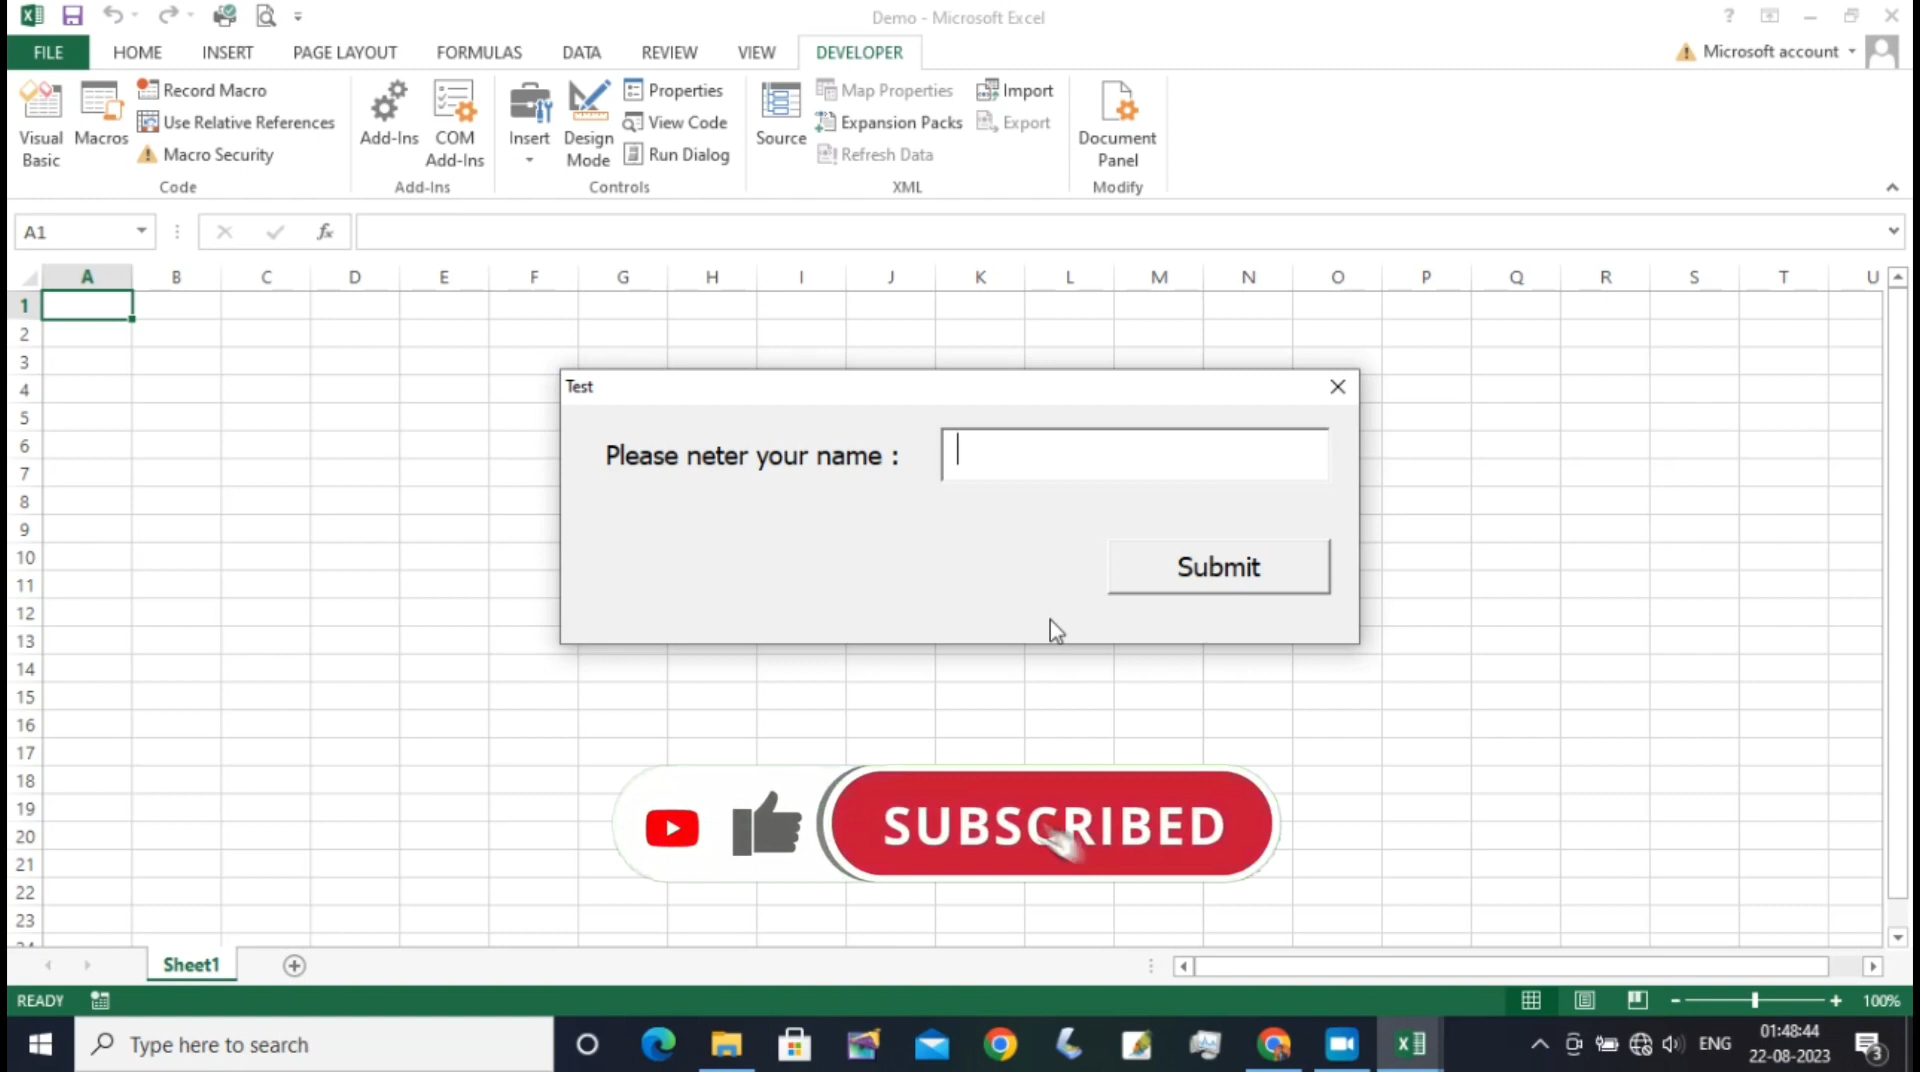 Demo - Microsoft Excel
?
FILE HOME INSERT PAGE LAYOUT FORMULAS DATA REVIEW VIEW DEVELOPER Microsoft account
Visual Basic
Macros
Record Macro
Use Relative References
Macro Security
Code
Add-Ins
COM Add-Ins
Add-Ins
Insert
Design Mode
Properties
View Code
Run Dialog
Controls
Source
Map Properties
Expansion Packs
Refresh Data
Import
Export
XML
Document Panel
Modify
A1 fx
A B C D E F G H I J K L M N O P Q R S T U
1
2
3
4
5
6
7
8
9
10
11
12
13
14
15
16
17
18
19
20
21
22
23
24
Test
Please neter your name :
Submit
SUBSCRIBED
Sheet1
READY 100%
Type here to search
ENG
01:48:44
22-08-2023
3